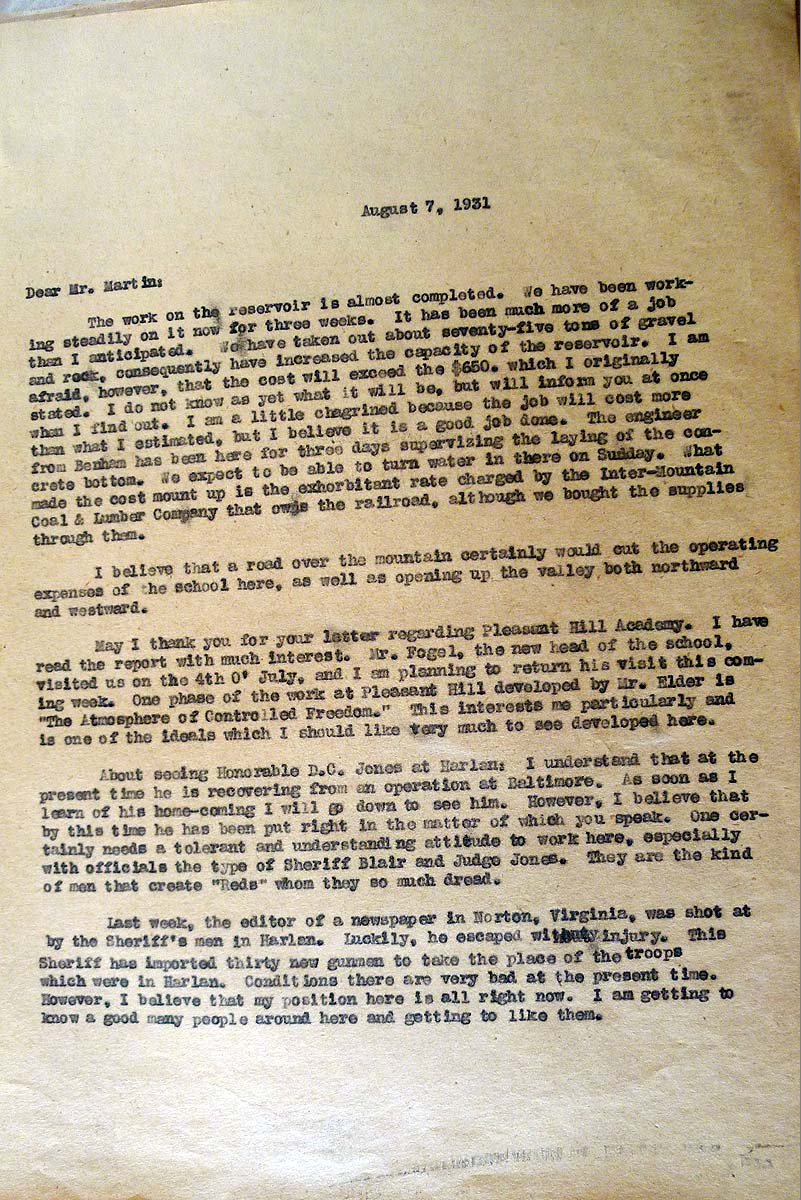 August 7, 1931
Dear Mr. Martin:
The work on the reservoir is almost completed. We have been work-
ing steadily on it now for three weeks. It has been much more of a job
than I anticipated. We have taken out about seventy-five tons of gravel
and rock, consequently have increased the capacity of the reservoir. I am
afraid, however, that the cost will exceed the $650. which I originally
stated. I do not know as yet what it will be, but will inform you at once
when I find out. I am a little chagrined because the job will cost more
than what I estimated, but I believe it is a good job done. The engineer
from Benham has been here for three days supervizing the laying of the con-
crete bottom. We expect to be able to turn water in there on Sudday. What
made the cost mount up is the exhorbitant rate charged by the Inter-Mountain
Coal & Lumber Company that owns the railroad, although we bought the supplies
through them.
I believe that a road over the mountain certainly would cut the operating
expenses of the school here, as well as opening up the valley both northward
and westward.
May I thank you for your letter regarding Pleasant Hill Academy. I have
read the report with much interest. Mr. Fogel, the new head of the school,
visited us on the 4th O' July, and I am planning to return his visit this com-
ing week. One phase of the work at Pleasant Hill developed by Mr. Elder is
"The Atmosphere of Controlled Freedom." This interests me particularly and
is one of the ideals which I should like very much to see developed here.
About seeing Honorable D.C. Jones at Harlan: I understand that at the
present time he is recovering from an operation at Baltimore. As soon as I
learn of his home-coming I will go down to see him. However, I believe that
by this time he has been put right in the matter of which you speak. One cer-
tainly needs a tolerant and understanding attitude to work here, especially
with officials the type of Sheriff Blair and Judge Jones. They are the kind
of men that create "Reds" whom they so much dread.
Last week, the editor of a newspaper in Norton, Virginia, was shot at
by the Sheriff's men in Harlan. Luckily, he escaped injury. This
Sheriff has imported thirty new gunmen to take the place of the troops
which were in Harlan. Conditions there are very bad at the present time.
However, I believe that my position here is all right now. I am getting to
know a good many people around here and getting to like them.